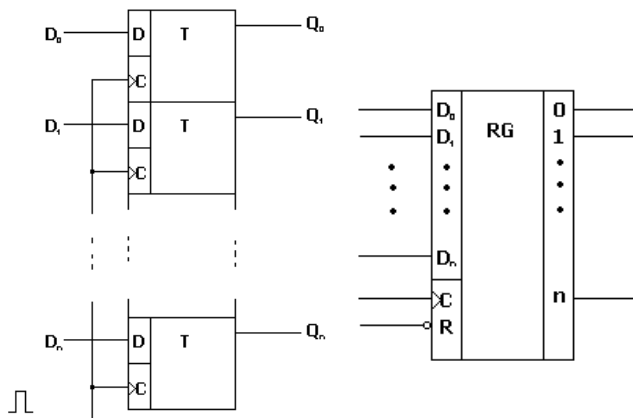 D₀ D T Q₀
C
D₁ D T Q₁
C
Dₙ D T Qₙ
C
D₀ RG 0
D₁ 1
Dₙ
C n
R